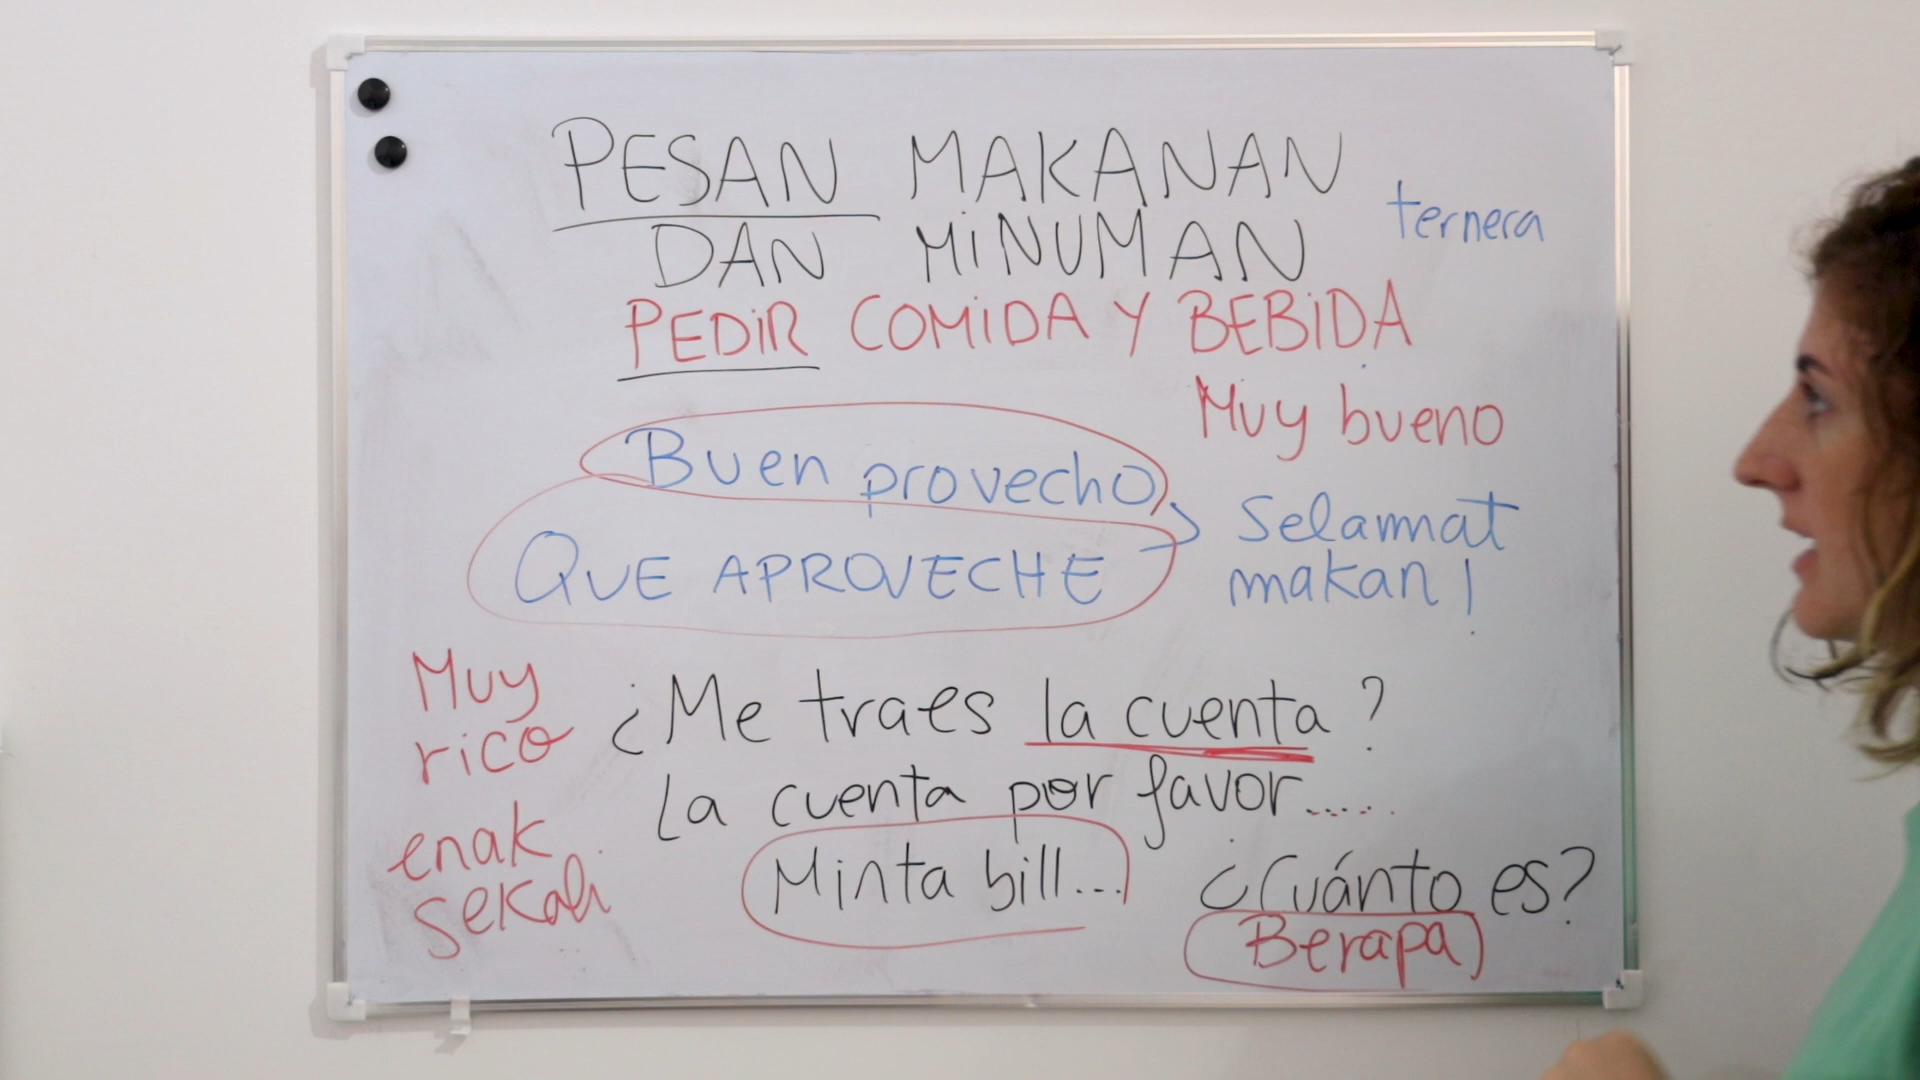 PESAN MAKANAN
DAN MINUMAN
ternera
PEDIR COMIDA Y BEBIDA
Muy bueno
Buen provecho
QUE APROVECHE
Selamat
makan!
Muy
rico
enak
sekali
¿Me traes la cuenta?
La cuenta por favor.....
Minta bill...
¿Cuánto es?
Berapa